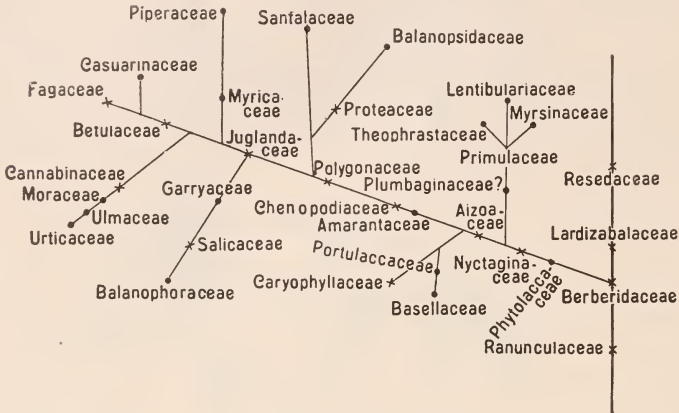 Piperaceae
Sanfalaceae
Balanopsidaceae
Casuarinaceae
Fagaceae
Lentibulariaceae
Myrica-
ceae
Proteaceae
Myrsinaceae
Betulaceae
Theophrastaceae
Juglanda-
ceae
Primulaceae
Cannabinaceae
Polygonaceae
Resedaceae
Garryaceae
Plumbaginaceae?
Moraceae
Chenopodiaceae
Aizoa-
ceae
Ulmaceae
Amarantaceae
Lardizabalaceae
Urticaceae
Salicaceae
Portulaccaceae
Nyctagina-
ceae
Caryophyllaceae
Phytolacca-
ceae
Balanophoraceae
Berberidaceae
Basellaceae
Ranunculaceae